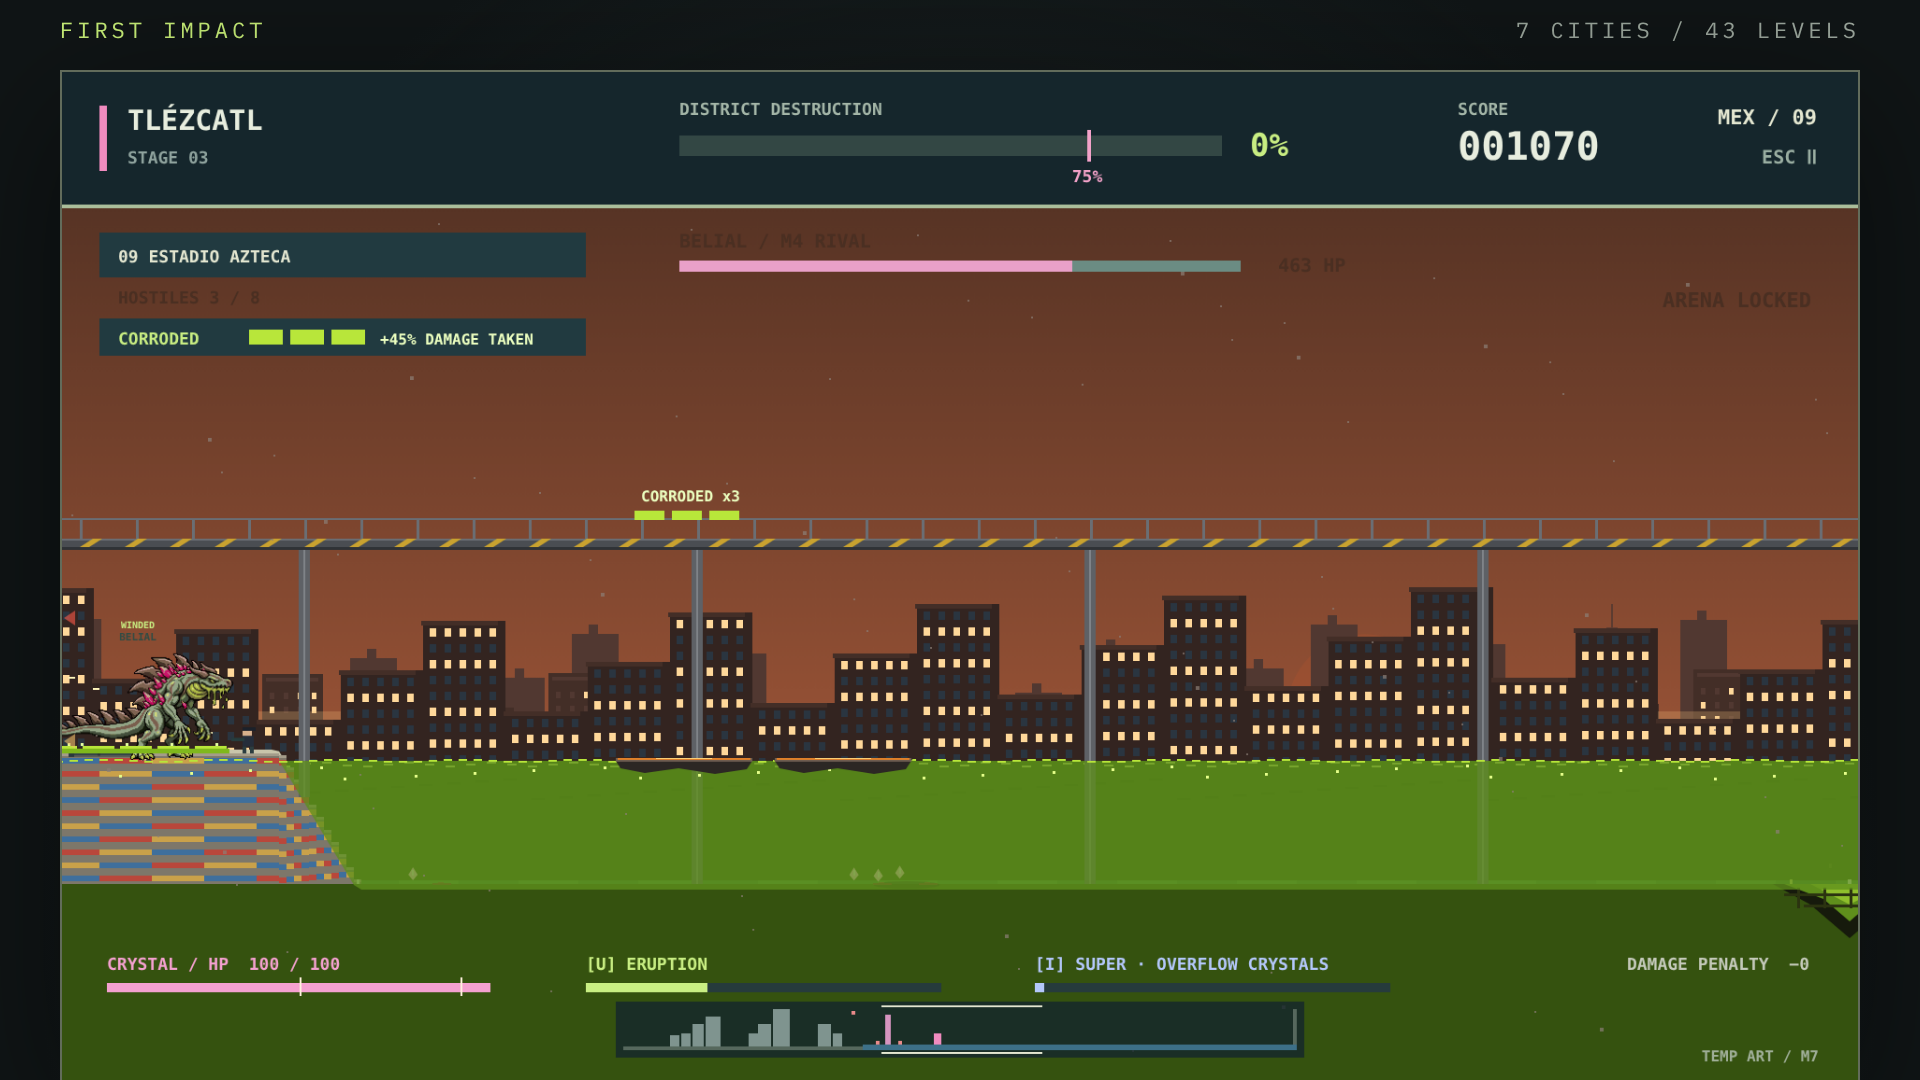 FIRST IMPACT
7 CITIES / 43 LEVELS
TLÉZCATL
STAGE 03
DISTRICT DESTRUCTION
0%
75%
SCORE
001070
MEX / 09
ESC II
09 ESTADIO AZTECA
HOSTILES 3 / 8
CORRODED
+45% DAMAGE TAKEN
BELIAL / M4 RIVAL
463 HP
ARENA LOCKED
CORRODED x3
WINDED
BELIAL
CRYSTAL / HP 100 / 100
[U] ERUPTION
[I] SUPER · OVERFLOW CRYSTALS
DAMAGE PENALTY −0
TEMP ART / M7